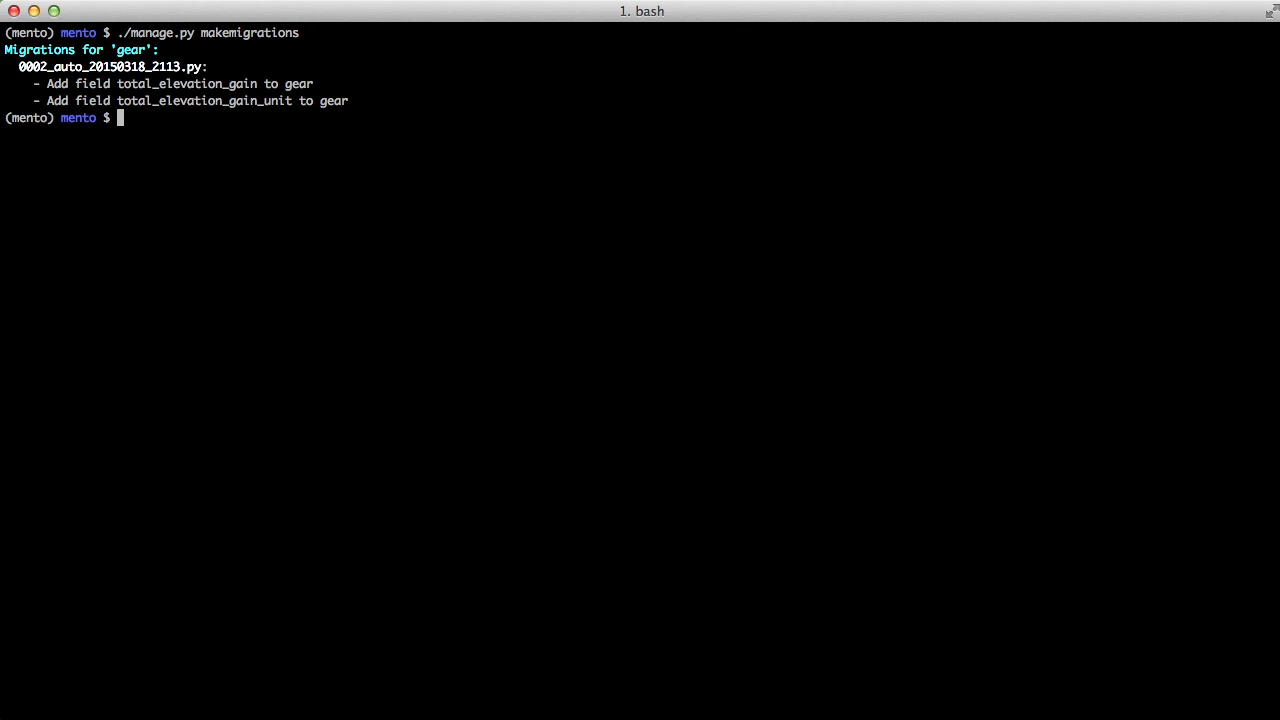 1. bash
(mento) mento $ ./manage.py makemigrations
Migrations for 'gear':
  0002_auto_20150318_2113.py:
    - Add field total_elevation_gain to gear
    - Add field total_elevation_gain_unit to gear
(mento) mento $